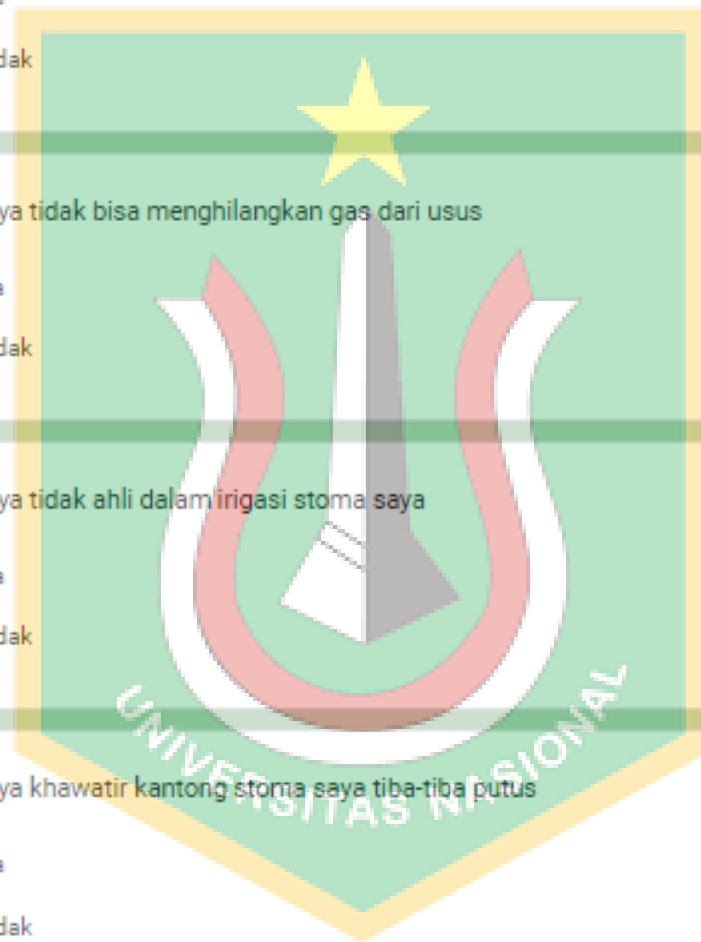 a
dak
ya tidak bisa menghilangkan gas dari usus
a
dak
ya tidak ahli dalam irigasi stoma saya
a
dak
UNIVERSITAS NASIONAL
ya khawatir kantong stoma saya tiba-tiba putus
a
dak